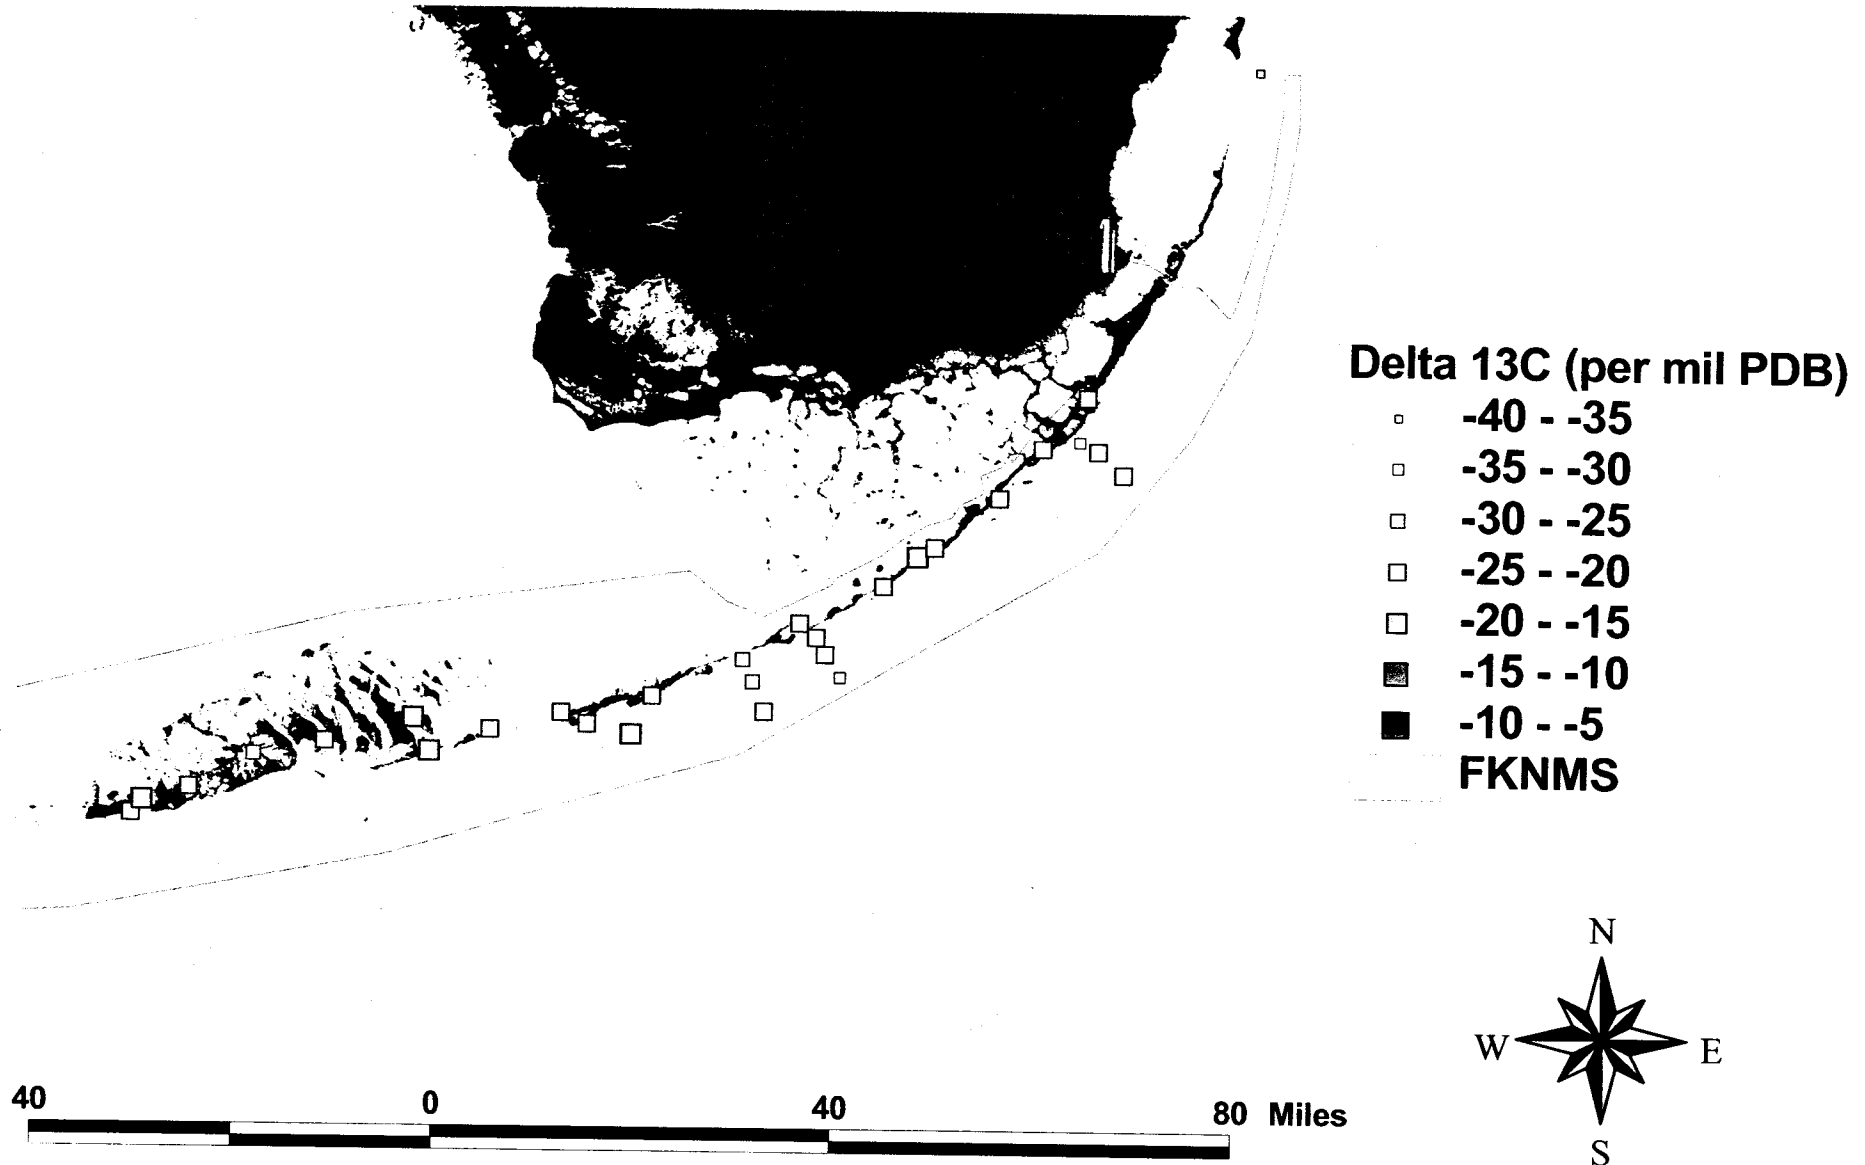 Delta 13C (per mil PDB)
-40 - -35
-35 - -30
-30 - -25
-25 - -20
-20 - -15
-15 - -10
-10 - -5
FKNMS
N
W
E
S
40 0 40 80 Miles